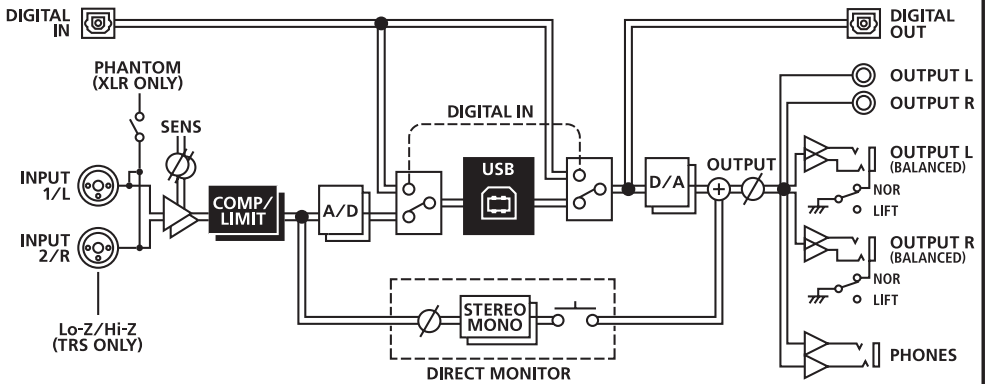 DIGITAL
IN
DIGITAL
OUT
PHANTOM
(XLR ONLY)
SENS
DIGITAL IN
OUTPUT L
OUTPUT R
INPUT
1/L
COMP/
LIMIT
A/D
USB
D/A
OUTPUT
OUTPUT L
(BALANCED)
NOR
LIFT
INPUT
2/R
OUTPUT R
(BALANCED)
NOR
LIFT
Lo-Z/Hi-Z
(TRS ONLY)
STEREO
MONO
DIRECT MONITOR
PHONES